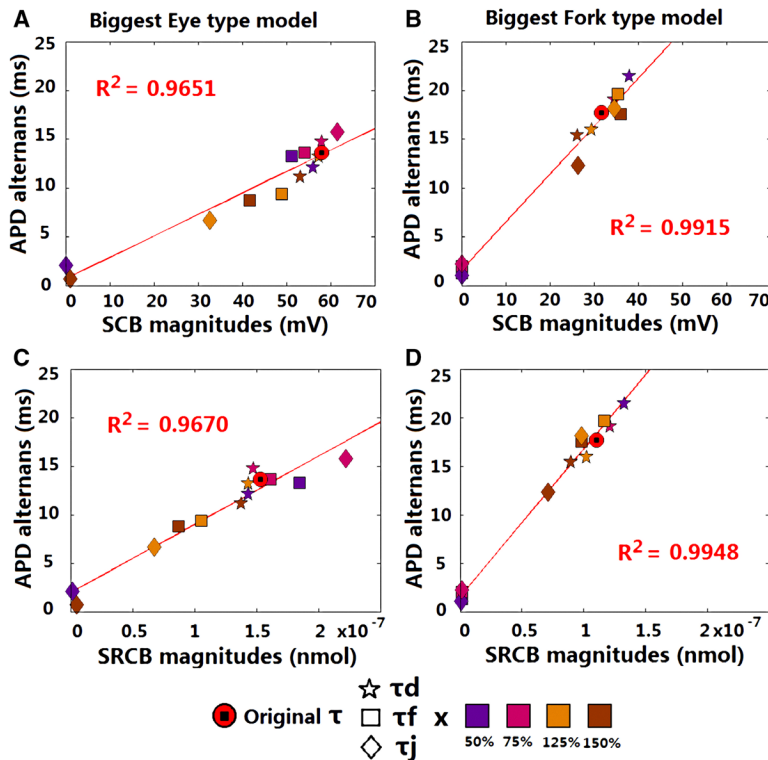 A
Biggest Eye type model
R² = 0.9651
APD alternans (ms)
25
20
15
10
5
0
0 10 20 30 40 50 60 70
SCB magnitudes (mV)
B
Biggest Fork type model
R² = 0.9915
APD alternans (ms)
25
20
15
10
5
0
0 10 20 30 40 50 60 70
SCB magnitudes (mV)
C
R² = 0.9670
APD alternans (ms)
25
20
15
10
5
0
0 0.5 1 1.5 2 x10⁻⁷
SRCB magnitudes (nmol)
D
R² = 0.9948
APD alternans (ms)
25
20
15
10
5
0
0 0.5 1 1.5 2 x10⁻⁷
SRCB magnitudes (nmol)
Original τ
τd
τf
τj
x
50% 75% 125% 150%